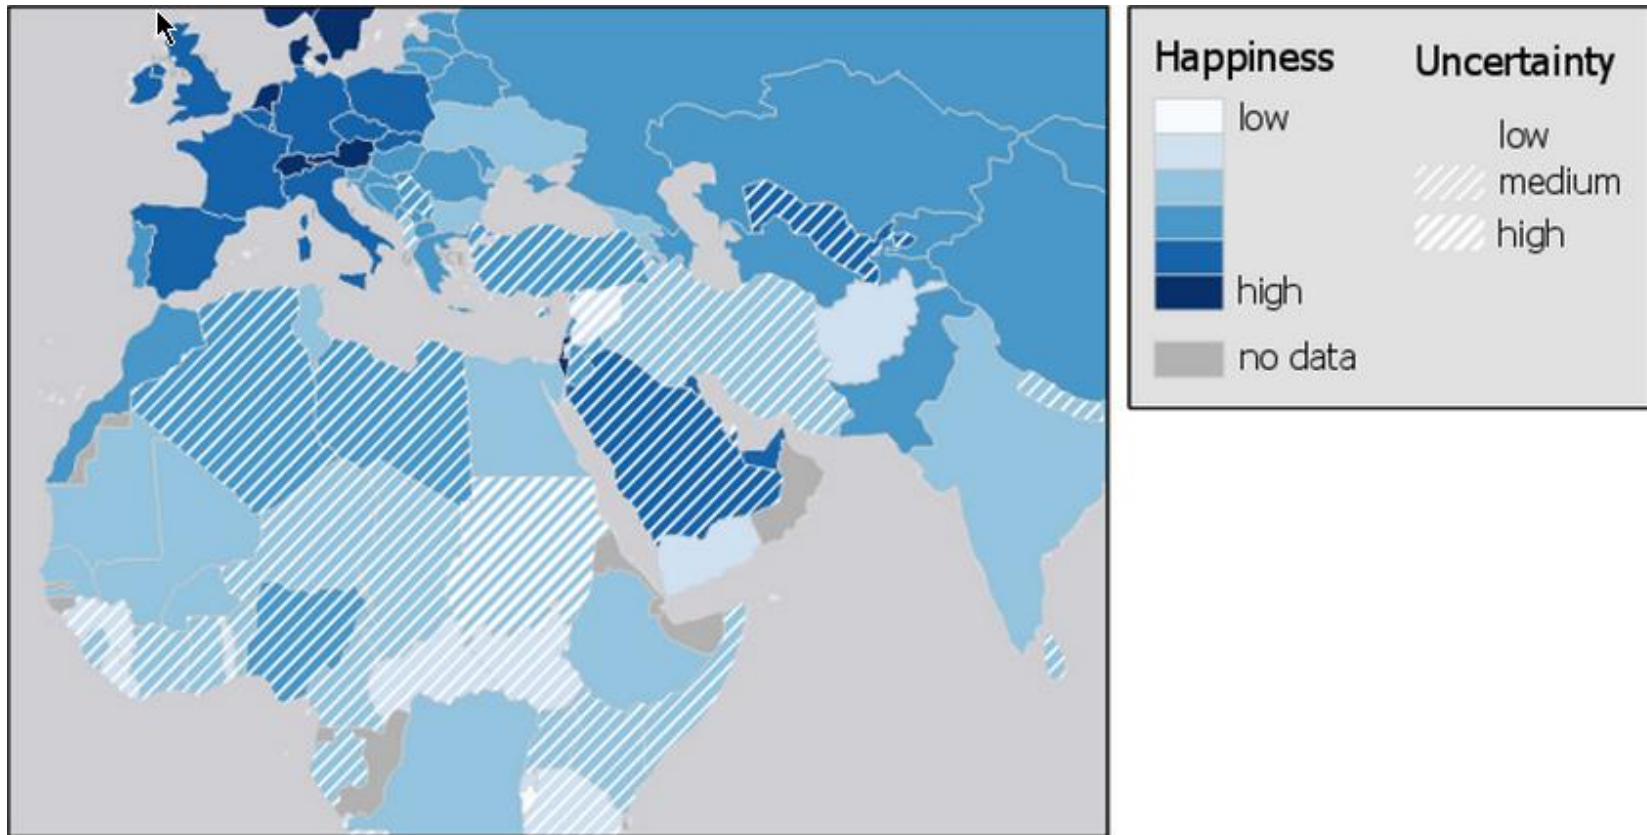 Happiness
low
high
no data
Uncertainty
low
medium
high